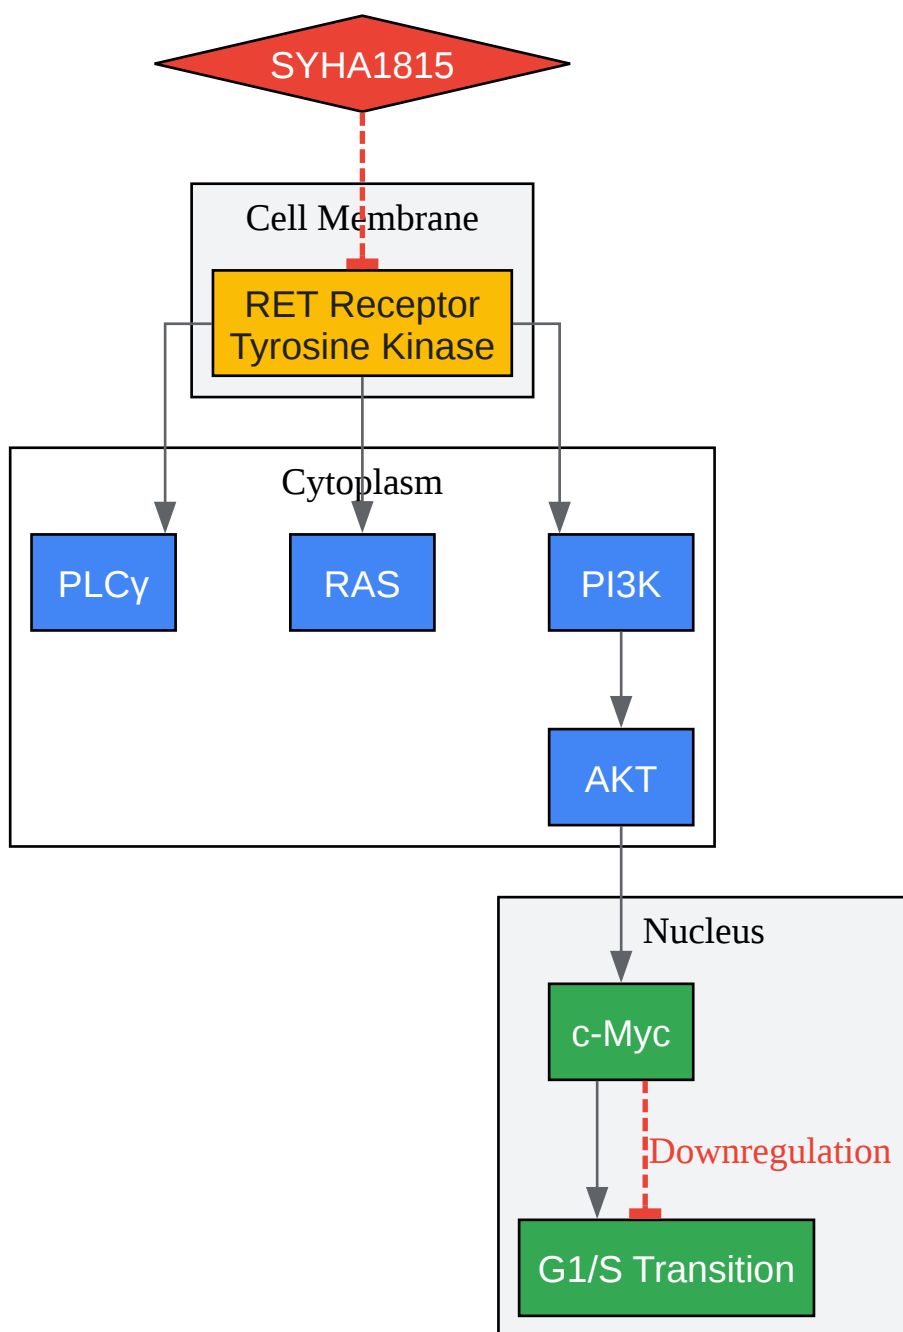 SYHA1815
Cell Membrane
RET Receptor
Tyrosine Kinase
Cytoplasm
PLCγ
RAS
PI3K
AKT
Nucleus
c-Myc
Downregulation
G1/S Transition